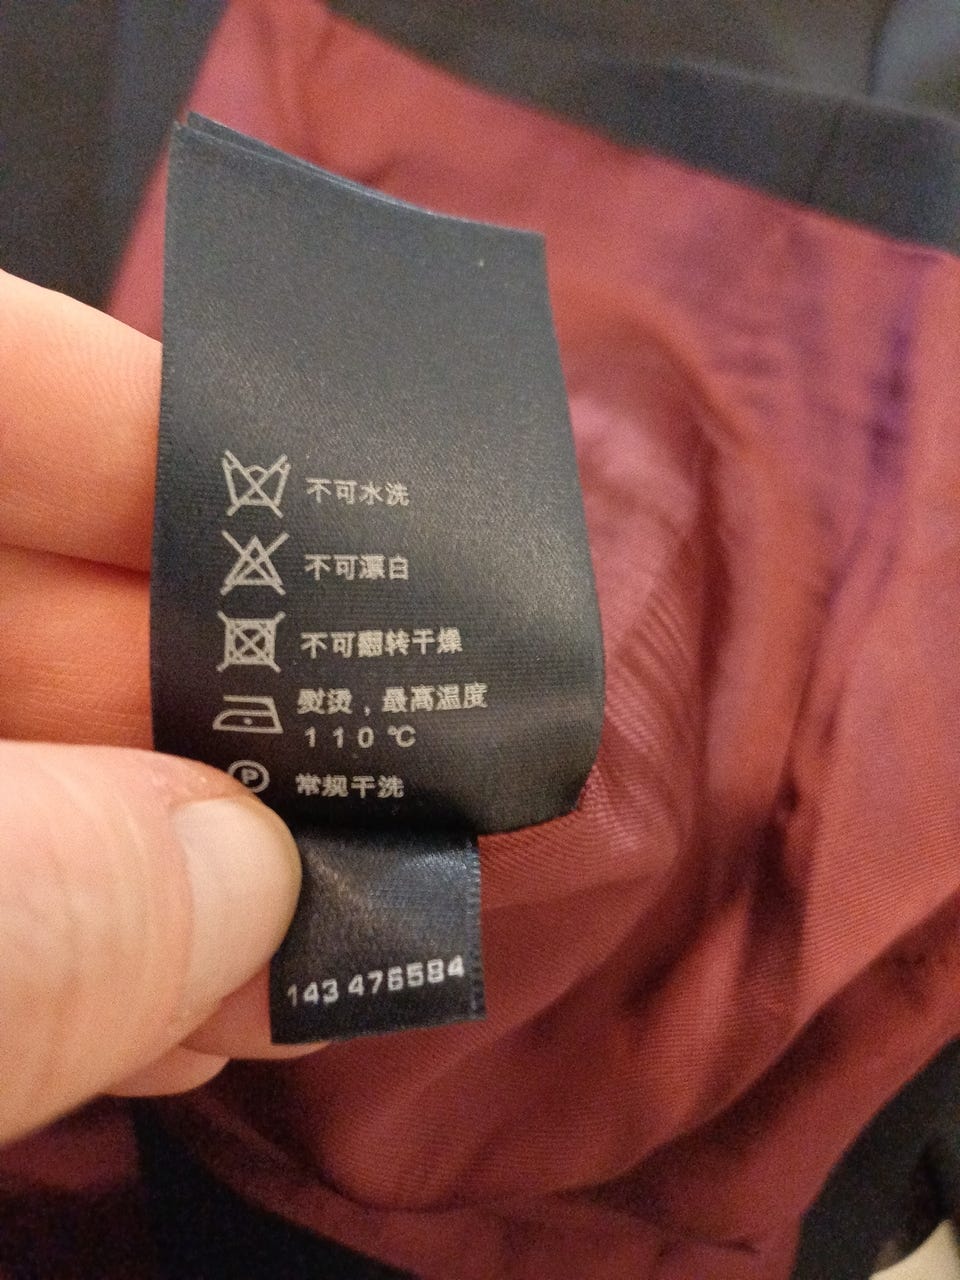 不可水洗
不可漂白
不可翻转干燥
熨烫，最高温度
110℃
P 常规干洗
143 476584